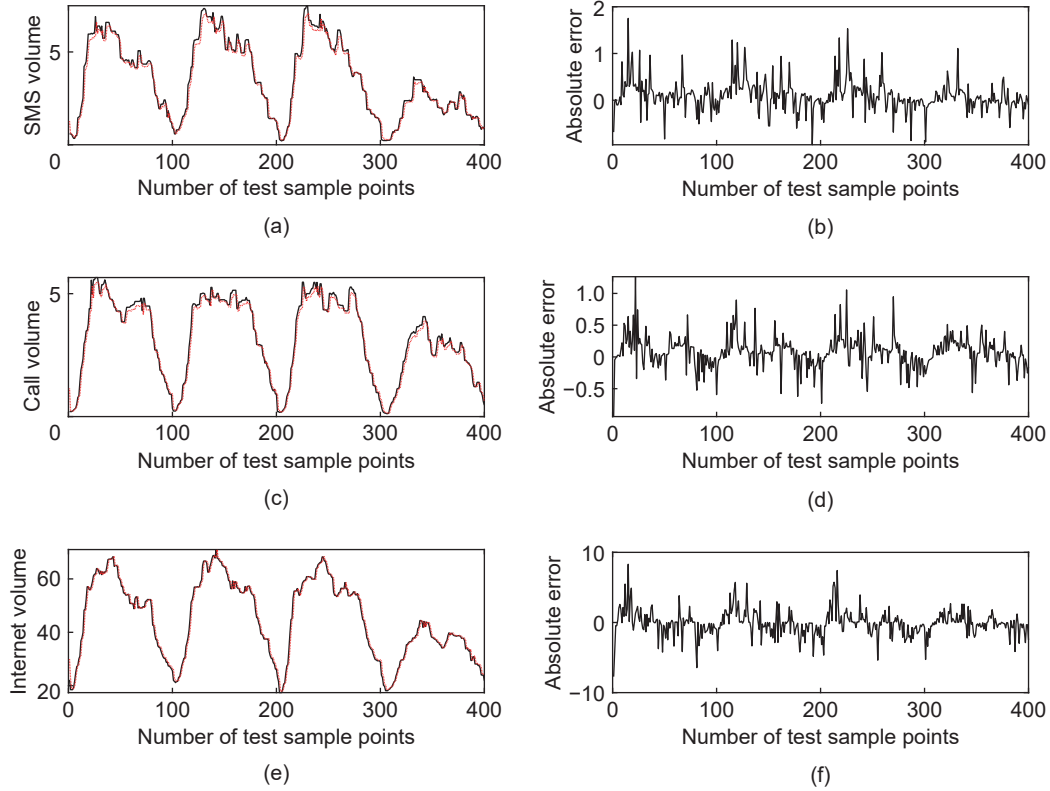 SMS volume
5
0
100
200
300
400
Number of test sample points
(a)
Absolute error
2
1
0
0
100
200
300
400
Number of test sample points
(b)
Call volume
5
0
100
200
300
400
Number of test sample points
(c)
Absolute error
1.0
0.5
0
−0.5
0
100
200
300
400
Number of test sample points
(d)
Internet volume
60
40
20
0
100
200
300
400
Number of test sample points
(e)
Absolute error
10
0
−10
0
100
200
300
400
Number of test sample points
(f)